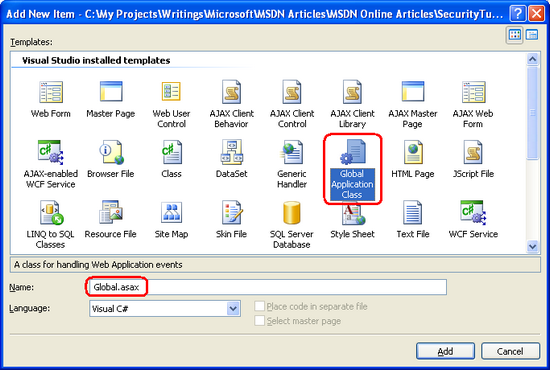 Add New Item - C:\My Projects\Writings\Microsoft\MSDN Articles\MSDN Online Articles\SecurityTu...
Templates:
Visual Studio installed templates
Web Form
Master Page
Web User Control
AJAX Client Behavior
AJAX Client Control
AJAX Client Library
AJAX Master Page
AJAX Web Form
AJAX-enabled WCF Service
Browser File
Class
DataSet
Generic Handler
Global Application Class
HTML Page
JScript File
LINQ to SQL Classes
Resource File
Site Map
Skin File
SQL Server Database
Style Sheet
Text File
WCF Service
A class for handling Web Application events
Name:
Global.asax
Language:
Visual C#
Place code in separate file
Select master page
Add
Cancel